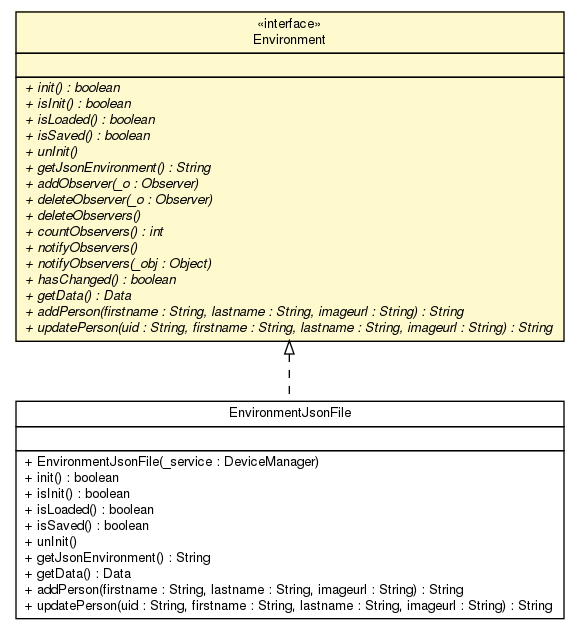 «interface»
Environment
+ init() : boolean
+ isInit() : boolean
+ isLoaded() : boolean
+ isSaved() : boolean
+ unInit()
+ getJsonEnvironment() : String
+ addObserver(_o : Observer)
+ deleteObserver(_o : Observer)
+ deleteObservers()
+ countObservers() : int
+ notifyObservers()
+ notifyObservers(_obj : Object)
+ hasChanged() : boolean
+ getData() : Data
+ addPerson(firstname : String, lastname : String, imageurl : String) : String
+ updatePerson(uid : String, firstname : String, lastname : String, imageurl : String) : String
EnvironmentJsonFile
+ EnvironmentJsonFile(_service : DeviceManager)
+ init() : boolean
+ isInit() : boolean
+ isLoaded() : boolean
+ isSaved() : boolean
+ unInit()
+ getJsonEnvironment() : String
+ getData() : Data
+ addPerson(firstname : String, lastname : String, imageurl : String) : String
+ updatePerson(uid : String, firstname : String, lastname : String, imageurl : String) : String